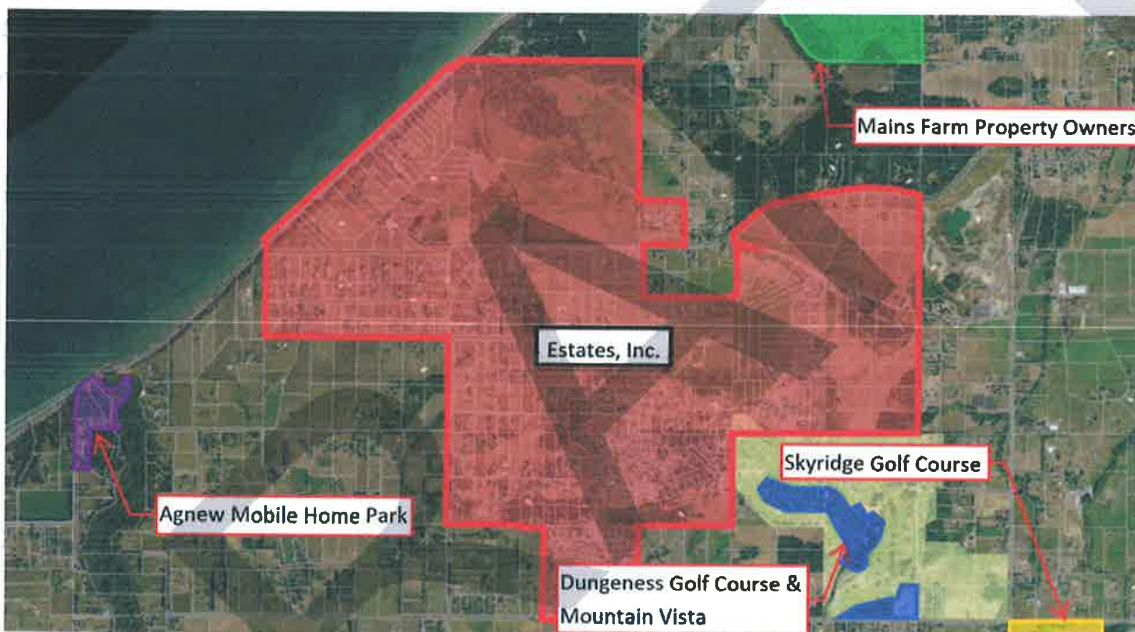 Mains Farm Property Owners
Estates, Inc.
Skyridge Golf Course
Agnew Mobile Home Park
Dungeness Golf Course &
Mountain Vista